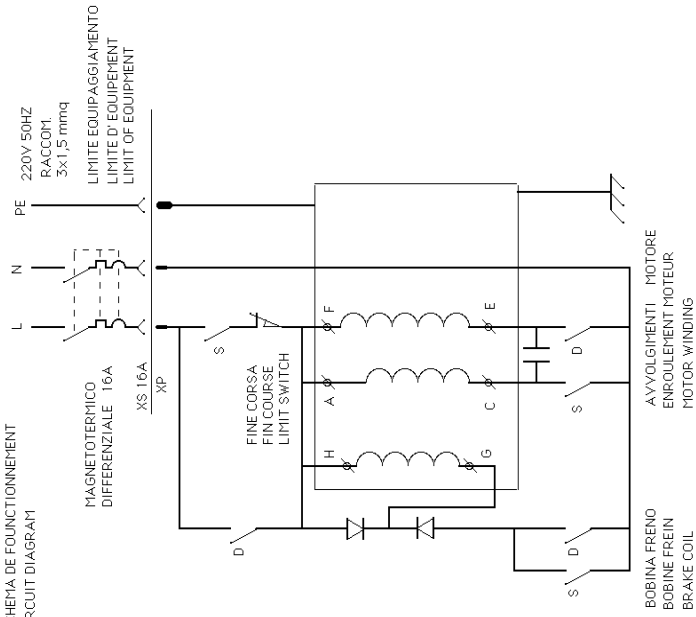 CHEMA DE FOUNCTIONNEMENT
RCUIT DIAGRAM
220V 50HZ
RACCOM.
3x1,5 mmq
PE
N
L
LIMITE EQUIPAGGIAMENTO
LIMITE D' EQUIPEMENT
LIMIT OF EQUIPMENT
MAGNETOTERMICO
DIFFERENZIALE 16A
XS 16A
XP
S
FINE CORSA
FIN COURSE
LIMIT SWITCH
D
F
A
H
E
C
G
D
S
D
S
AVVOLGIMENTI MOTORE
ENROULEMENT MOTEUR
MOTOR WINDING
BOBINA FRENO
BOBINE FREIN
BRAKE COIL